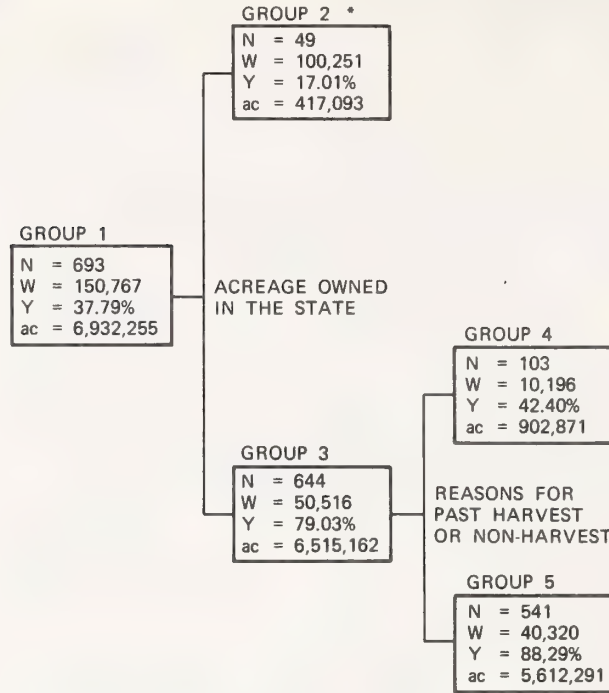 GROUP 2 *
N = 49
W = 100,251
Y = 17.01%
ac = 417,093
GROUP 1
N = 693
W = 150,767
Y = 37.79%
ac = 6,932,255
ACREAGE OWNED
IN THE STATE
GROUP 3
N = 644
W = 50,516
Y = 79.03%
ac = 6,515,162
GROUP 4
N = 103
W = 10,196
Y = 42.40%
ac = 902,871
REASONS FOR
PAST HARVEST
OR NON-HARVEST
GROUP 5
N = 541
W = 40,320
Y = 88,29%
ac = 5,612,291